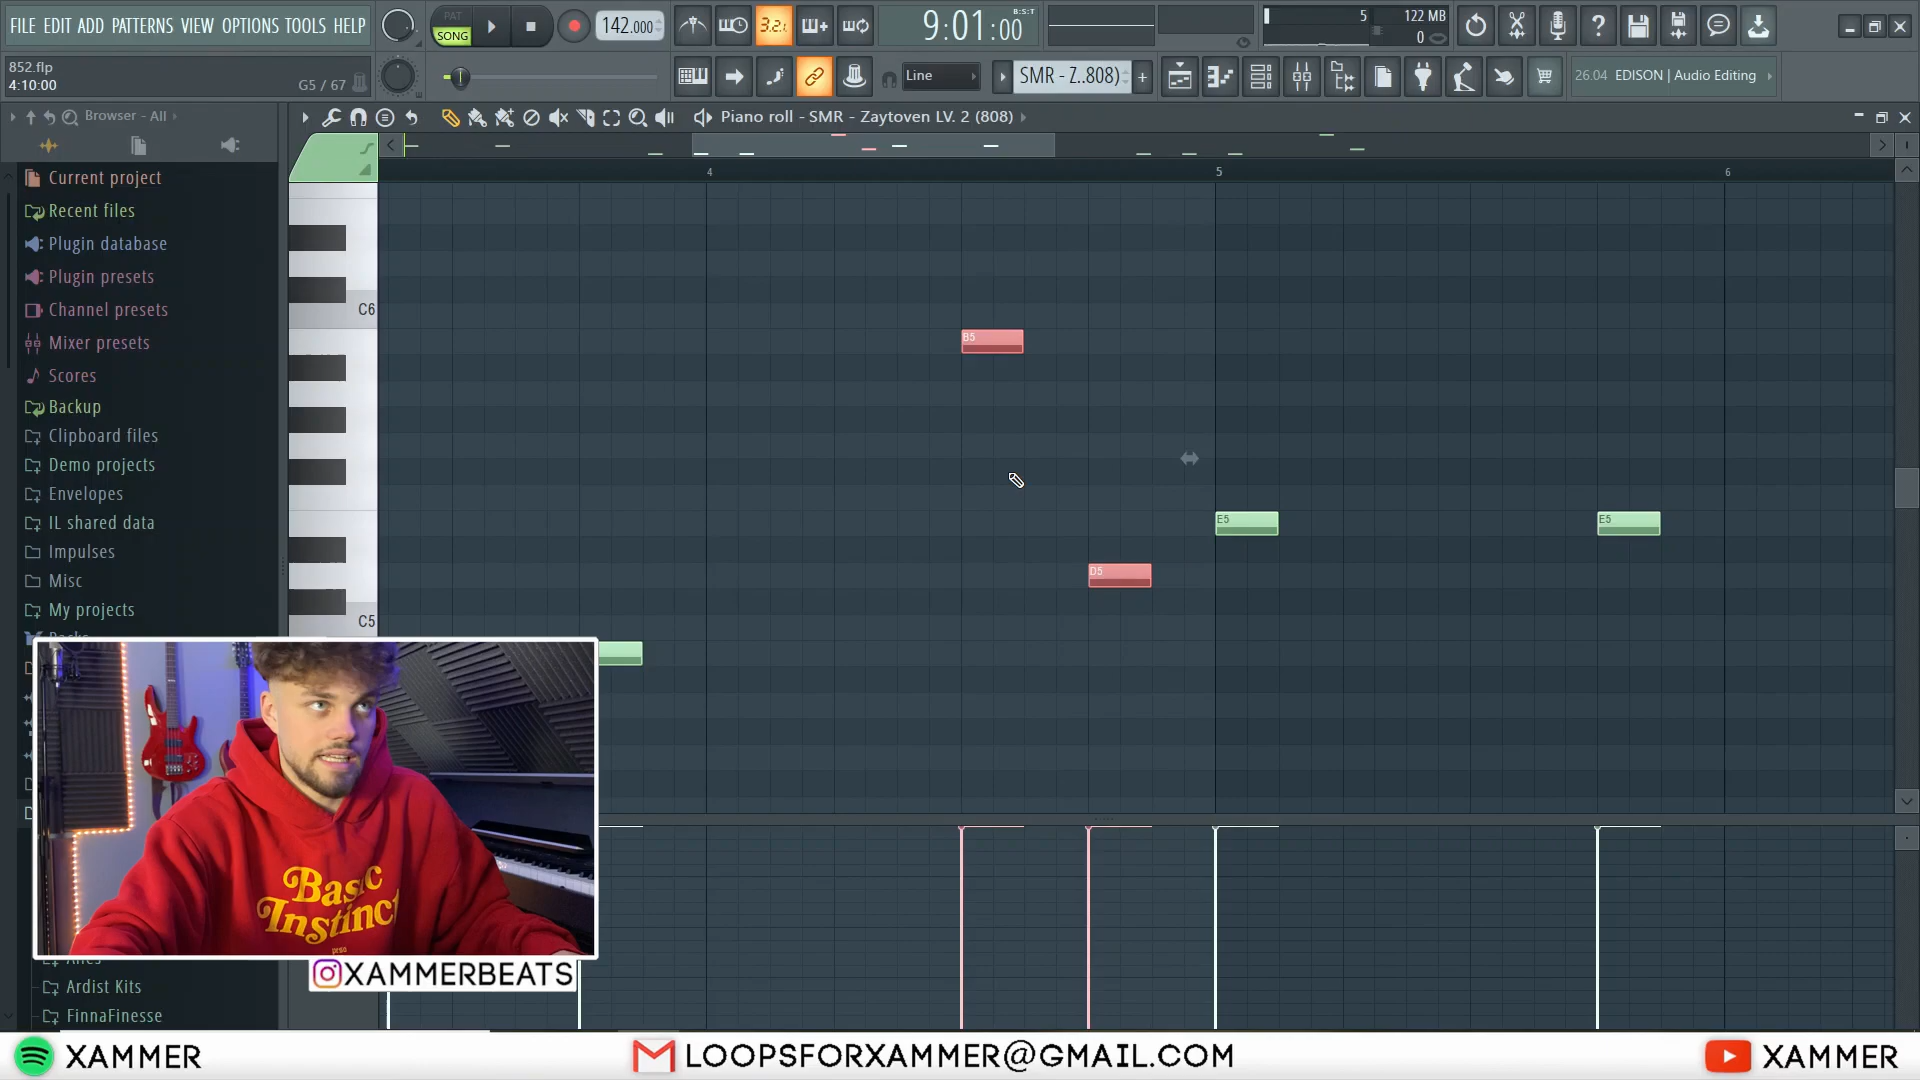 FILE EDIT ADD PATTERNS VIEW OPTIONS TOOLS HELP
PAT
SONG
142.000
3.2.
9:01:00
B:S:T
5
122 MB
0
852.flp
4:10:00
G5 / 67
Line
SMR - Z..808)
26.04 EDISON | Audio Editing
Browser - All
Piano roll - SMR - Zaytoven LV. 2 (808)
4
5
6
Current project
Recent files
Plugin database
Plugin presets
Channel presets
Mixer presets
Scores
Backup
Clipboard files
Demo projects
Envelopes
IL shared data
Impulses
Misc
My projects
C6
B5
E5
E5
D5
C5
Basic
Instinct
XAMMERBEATS
Ardist Kits
FinnaFinesse
XAMMER
LOOPSFORXAMMER@GMAIL.COM
XAMMER